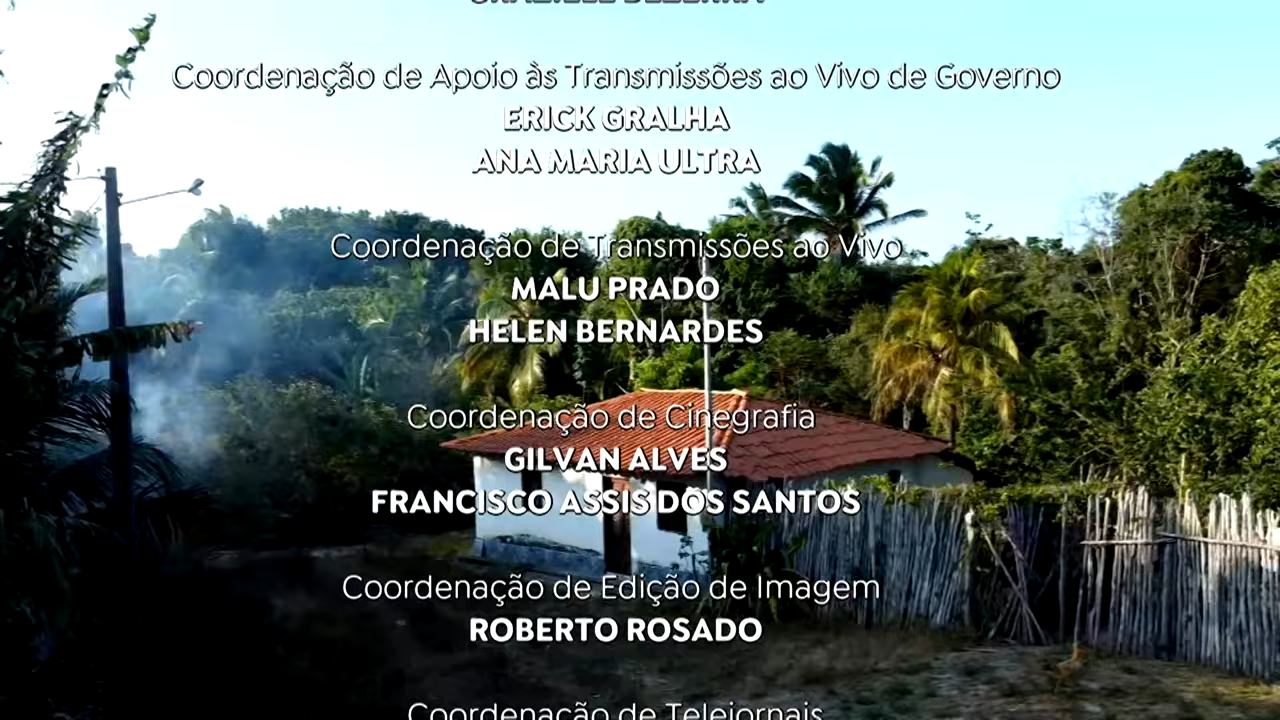 Coordenação de Apoio às Transmissões ao Vivo de Governo
ERICK GRALHA
ANA MARIA ULTRA
Coordenação de Transmissões ao Vivo
MALU PRADO
HELEN BERNARDES
Coordenação de Cinegrafia
GILVAN ALVES
FRANCISCO ASSIS DOS SANTOS
Coordenação de Edição de Imagem
ROBERTO ROSADO
Coordenação de Telejornais